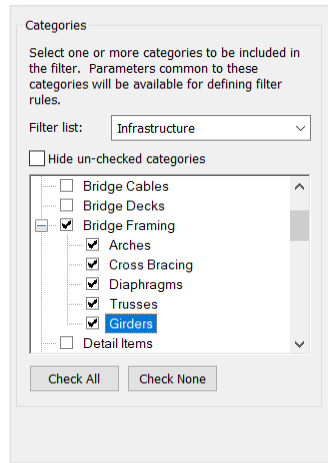 Categories
Select one or more categories to be included in
the filter.  Parameters common to these
categories will be available for defining filter
rules.
Filter list: Infrastructure
Hide un-checked categories
Bridge Cables
Bridge Decks
Bridge Framing
Arches
Cross Bracing
Diaphragms
Trusses
Girders
Detail Items
Check All Check None